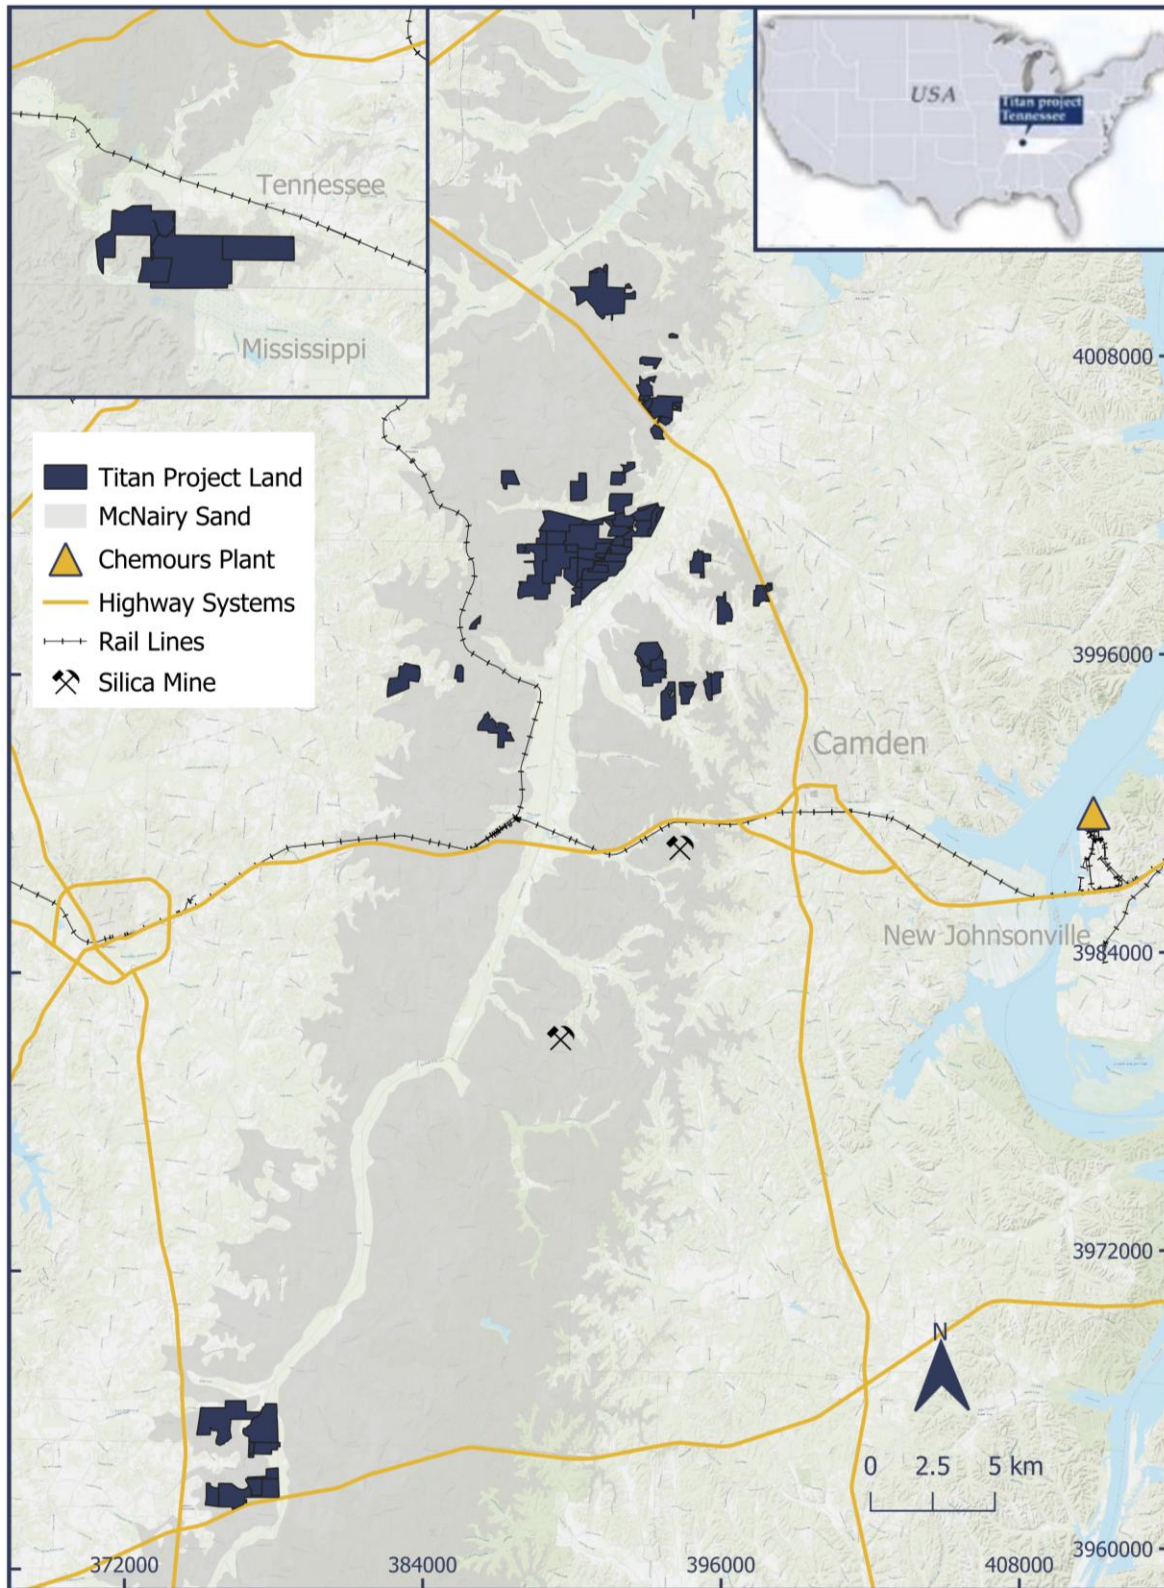 Tennessee
Mississippi
USA
Titan project
Tennessee
Titan Project Land
McNairy Sand
Chemours Plant
Highway Systems
Rail Lines
Silica Mine
4008000
3996000
Camden
New Johnsonville
3984000
3972000
N
0 2.5 5 km
3960000
372000
384000
396000
408000